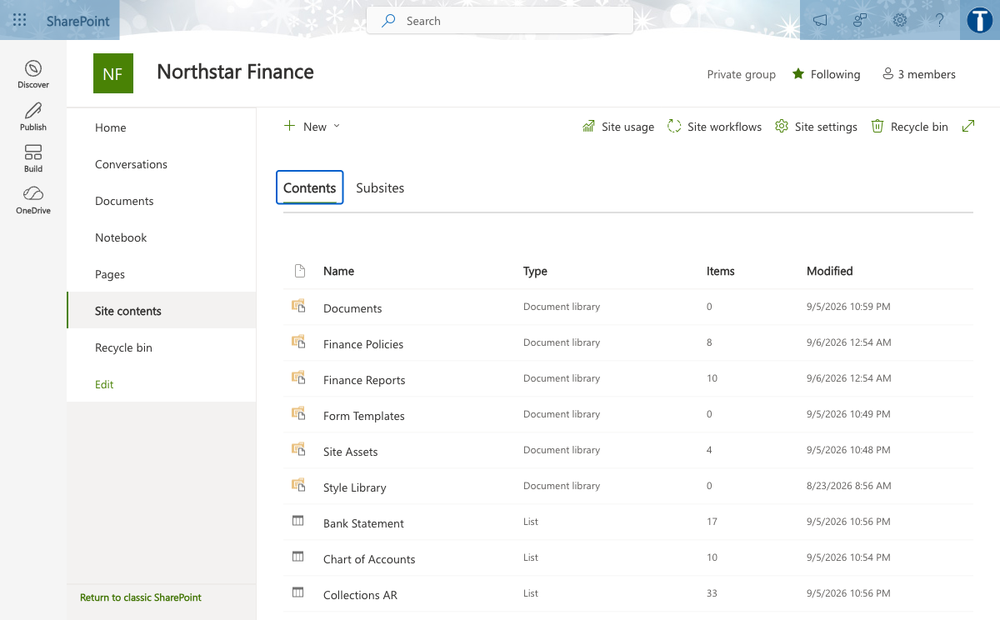 SharePoint
Search
?
T
Discover
Publish
Build
OneDrive
NF
Northstar Finance
Private group
Following
3 members
Home
Conversations
Documents
Notebook
Pages
Site contents
Recycle bin
Edit
Return to classic SharePoint
New
Site usage
Site workflows
Site settings
Recycle bin
Contents
Subsites
Name Type Items Modified
Documents Document library 0 9/5/2026 10:59 PM
Finance Policies Document library 8 9/6/2026 12:54 AM
Finance Reports Document library 10 9/6/2026 12:54 AM
Form Templates Document library 0 9/5/2026 10:49 PM
Site Assets Document library 4 9/5/2026 10:48 PM
Style Library Document library 0 8/23/2026 8:56 AM
Bank Statement List 17 9/5/2026 10:56 PM
Chart of Accounts List 10 9/5/2026 10:54 PM
Collections AR List 33 9/5/2026 10:56 PM